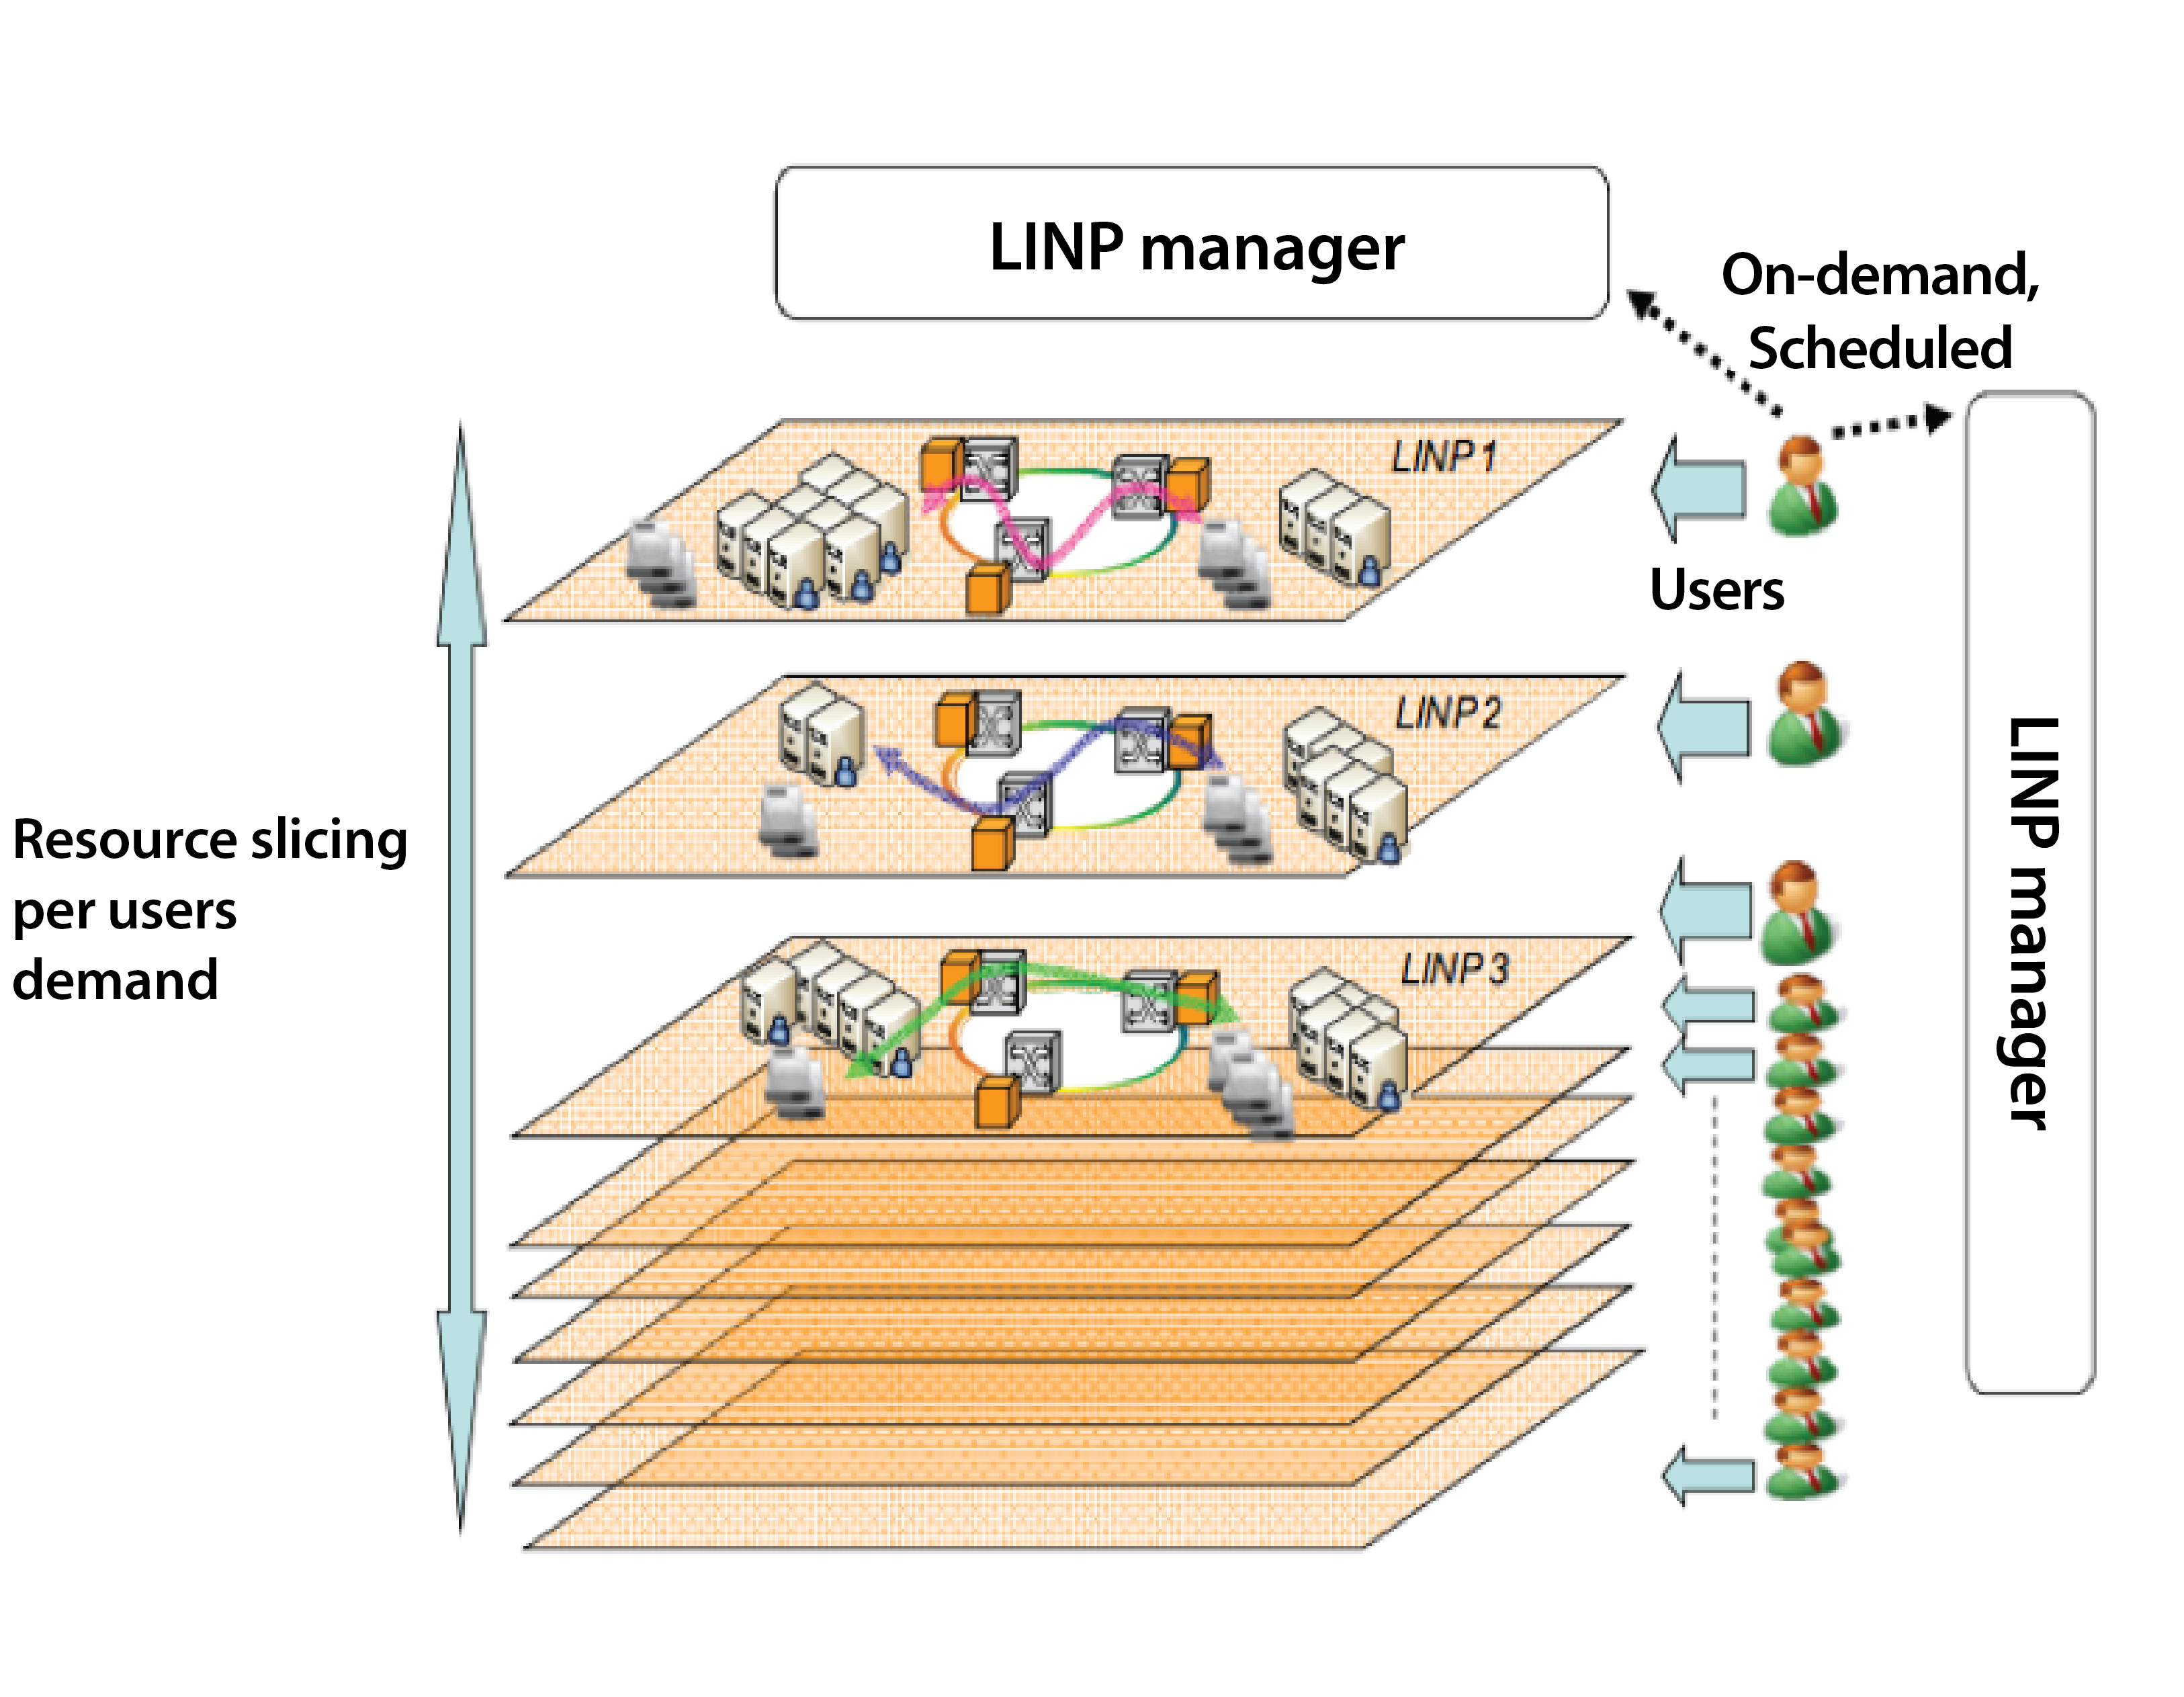 LINP manager
On-demand,
Scheduled
LINP 1
Users
LINP 2
LINP manager
Resource slicing
per users
demand
LINP 3